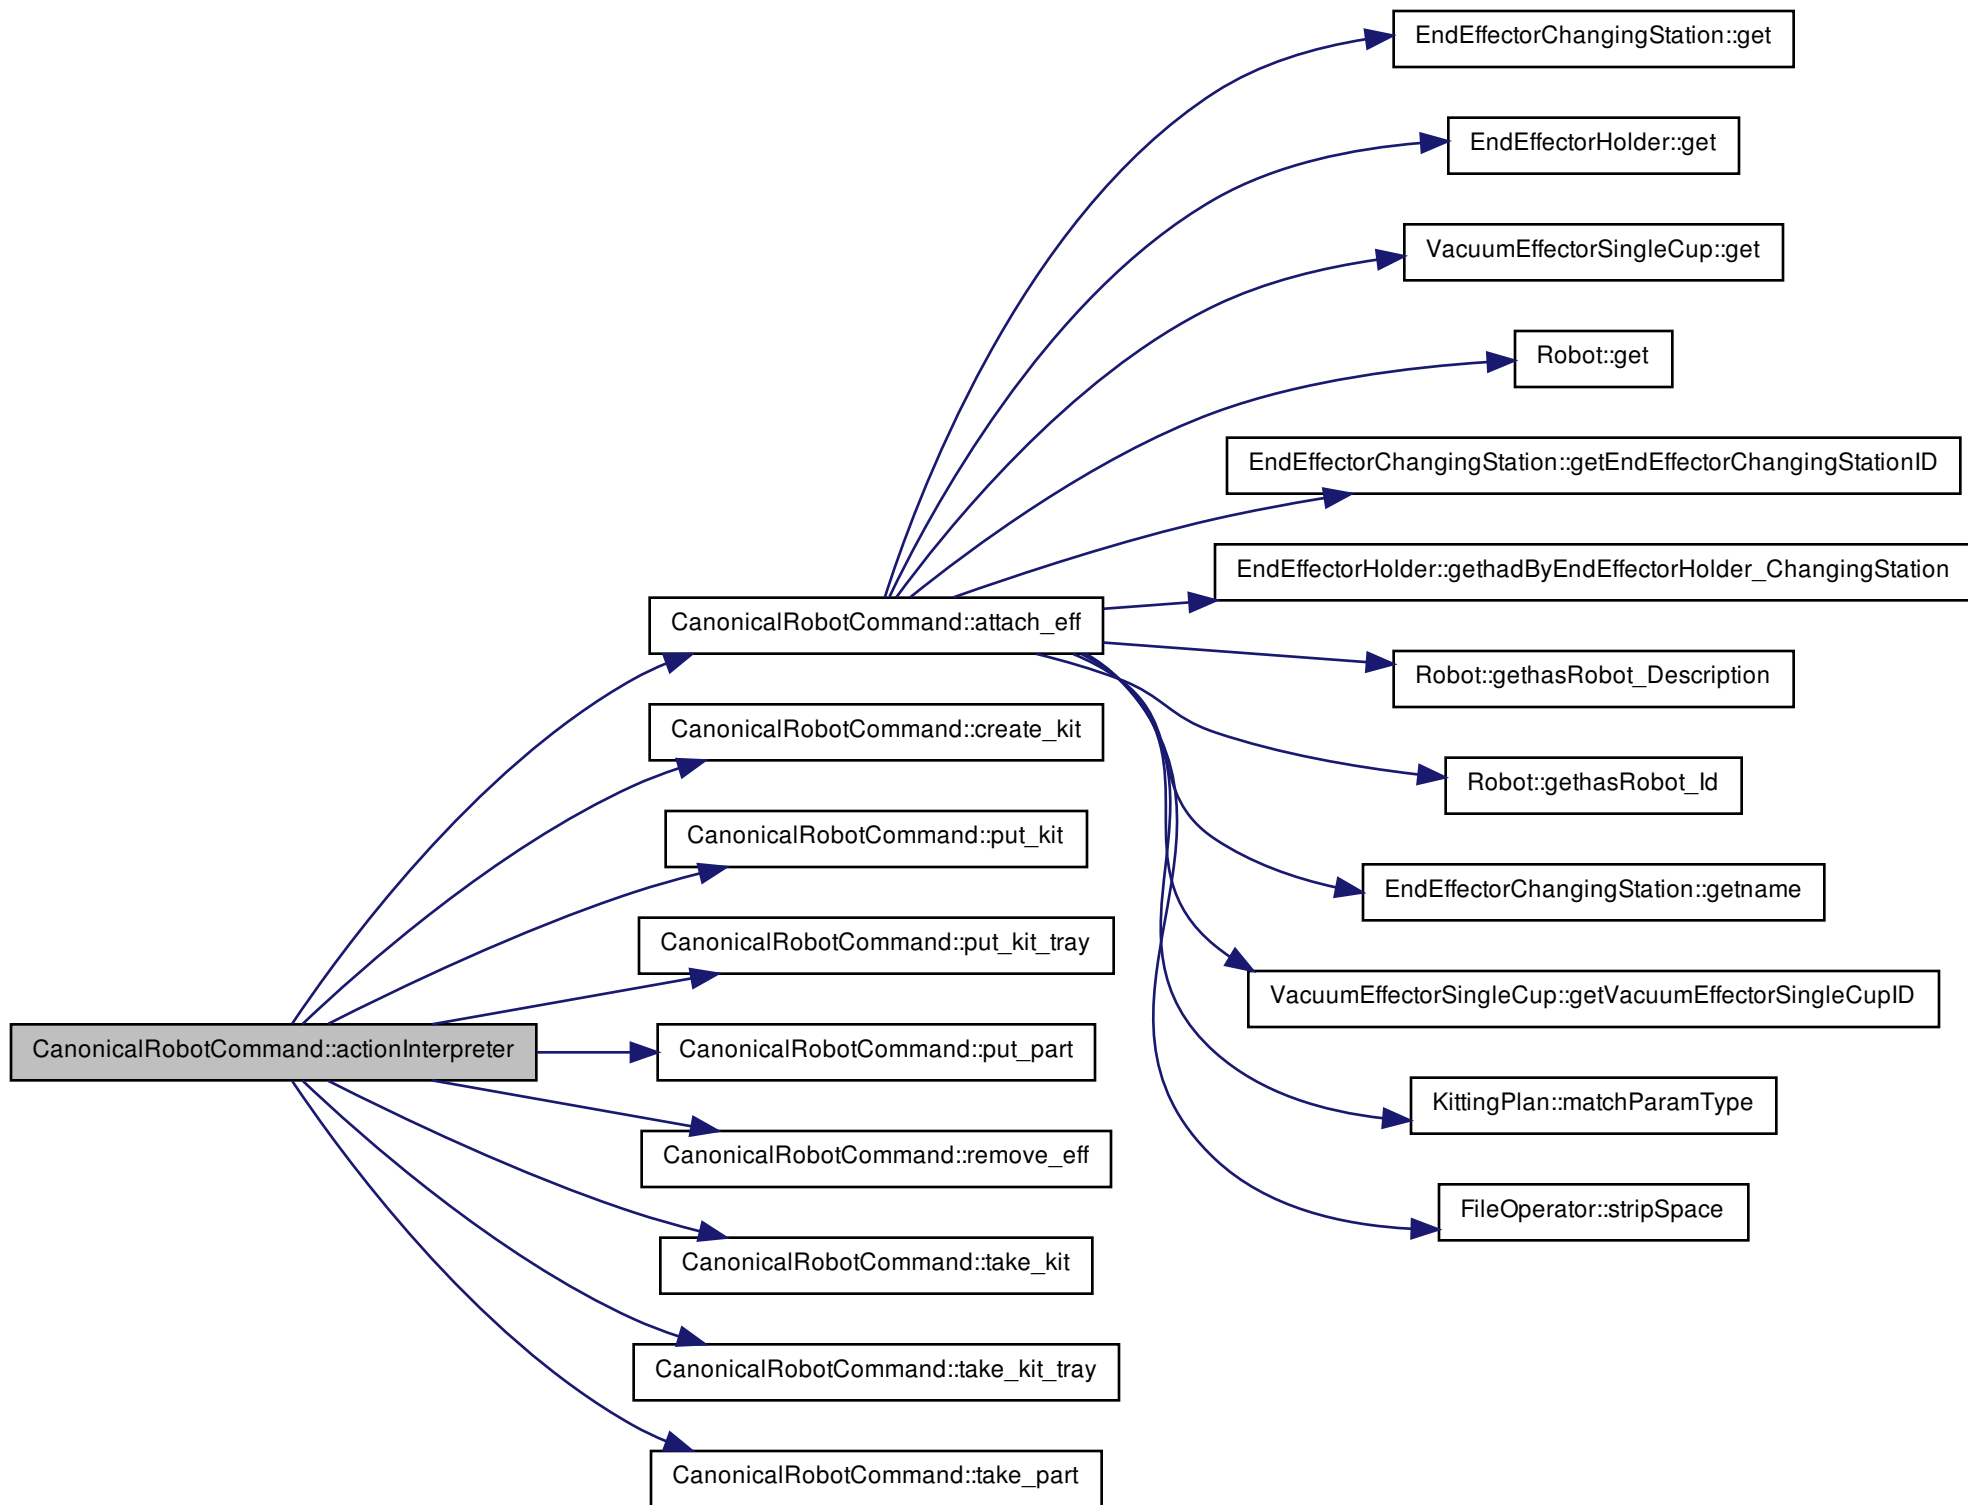 EndEffectorChangingStation::get
EndEffectorHolder::get
VacuumEffectorSingleCup::get
Robot::get
EndEffectorChangingStation::getEndEffectorChangingStationID
EndEffectorHolder::gethadByEndEffectorHolder_ChangingStation
CanonicalRobotCommand::attach_eff
Robot::gethasRobot_Description
CanonicalRobotCommand::create_kit
Robot::gethasRobot_Id
CanonicalRobotCommand::put_kit
EndEffectorChangingStation::getname
CanonicalRobotCommand::put_kit_tray
VacuumEffectorSingleCup::getVacuumEffectorSingleCupID
CanonicalRobotCommand::actionInterpreter
CanonicalRobotCommand::put_part
KittingPlan::matchParamType
CanonicalRobotCommand::remove_eff
FileOperator::stripSpace
CanonicalRobotCommand::take_kit
CanonicalRobotCommand::take_kit_tray
CanonicalRobotCommand::take_part